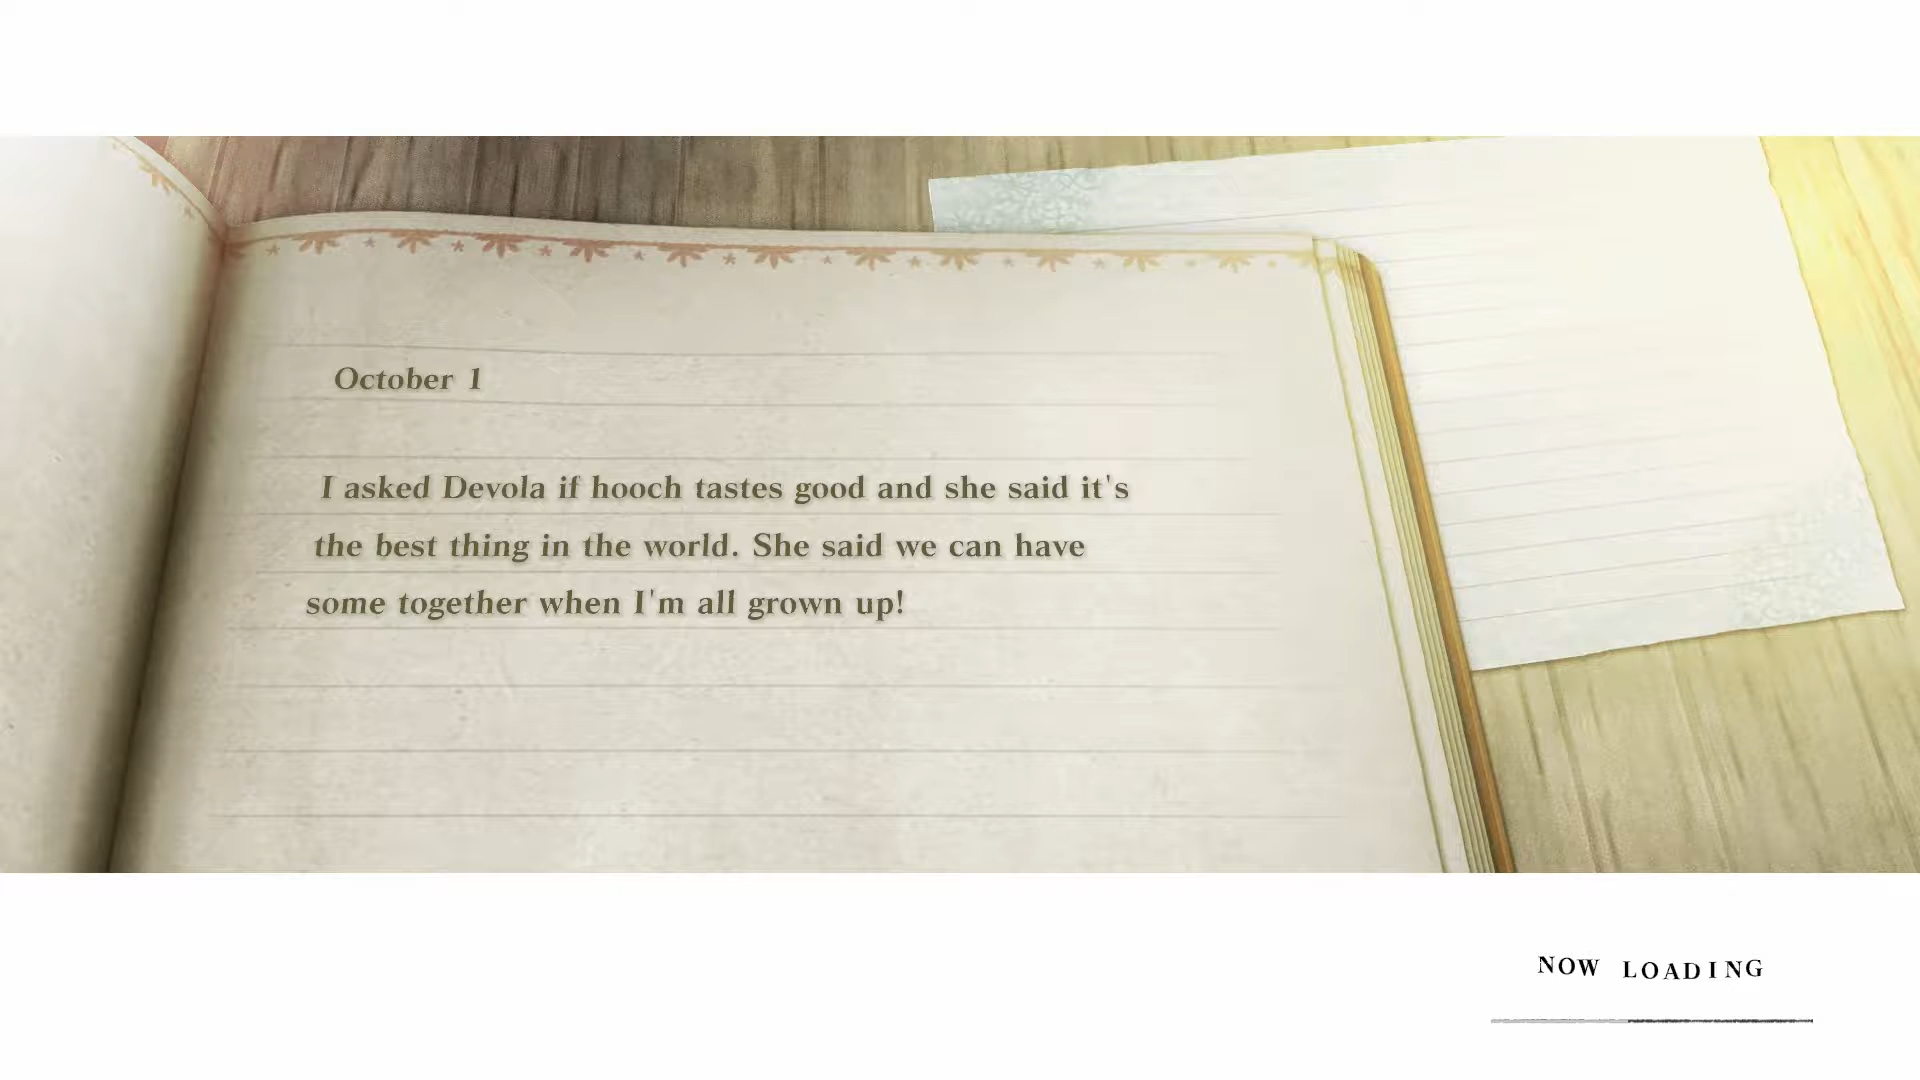 October 1
I asked Devola if hooch tastes good and she said it's
the best thing in the world. She said we can have
some together when I'm all grown up!
NOW LOADING